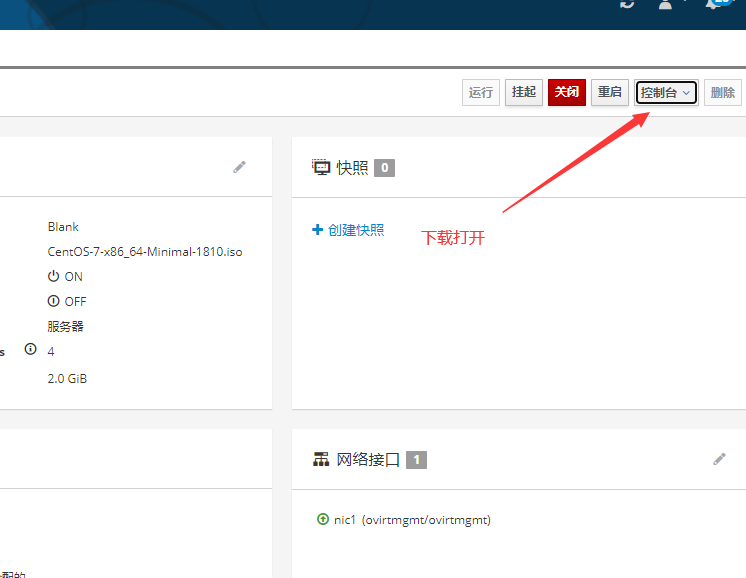 运行 挂起 关闭 重启 控制台 删除
快照 0
Blank
创建快照
下载打开
CentOS-7-x86_64-Minimal-1810.iso
ON
OFF
服务器
s 4
2.0 GiB
网络接口 1
nic1 (ovirtmgmt/ovirtmgmt)
配的